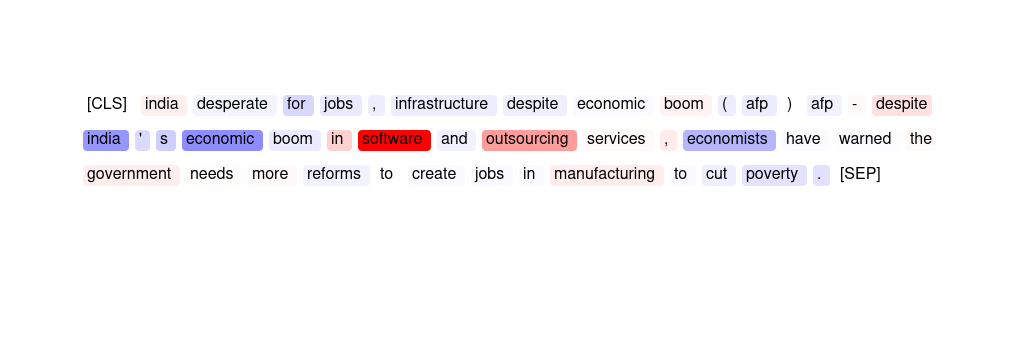 [CLS] india desperate for jobs , infrastructure despite economic boom ( afp ) afp - despite
india ' s economic boom in software and outsourcing services , economists have warned the
government needs more reforms to create jobs in manufacturing to cut poverty . [SEP]